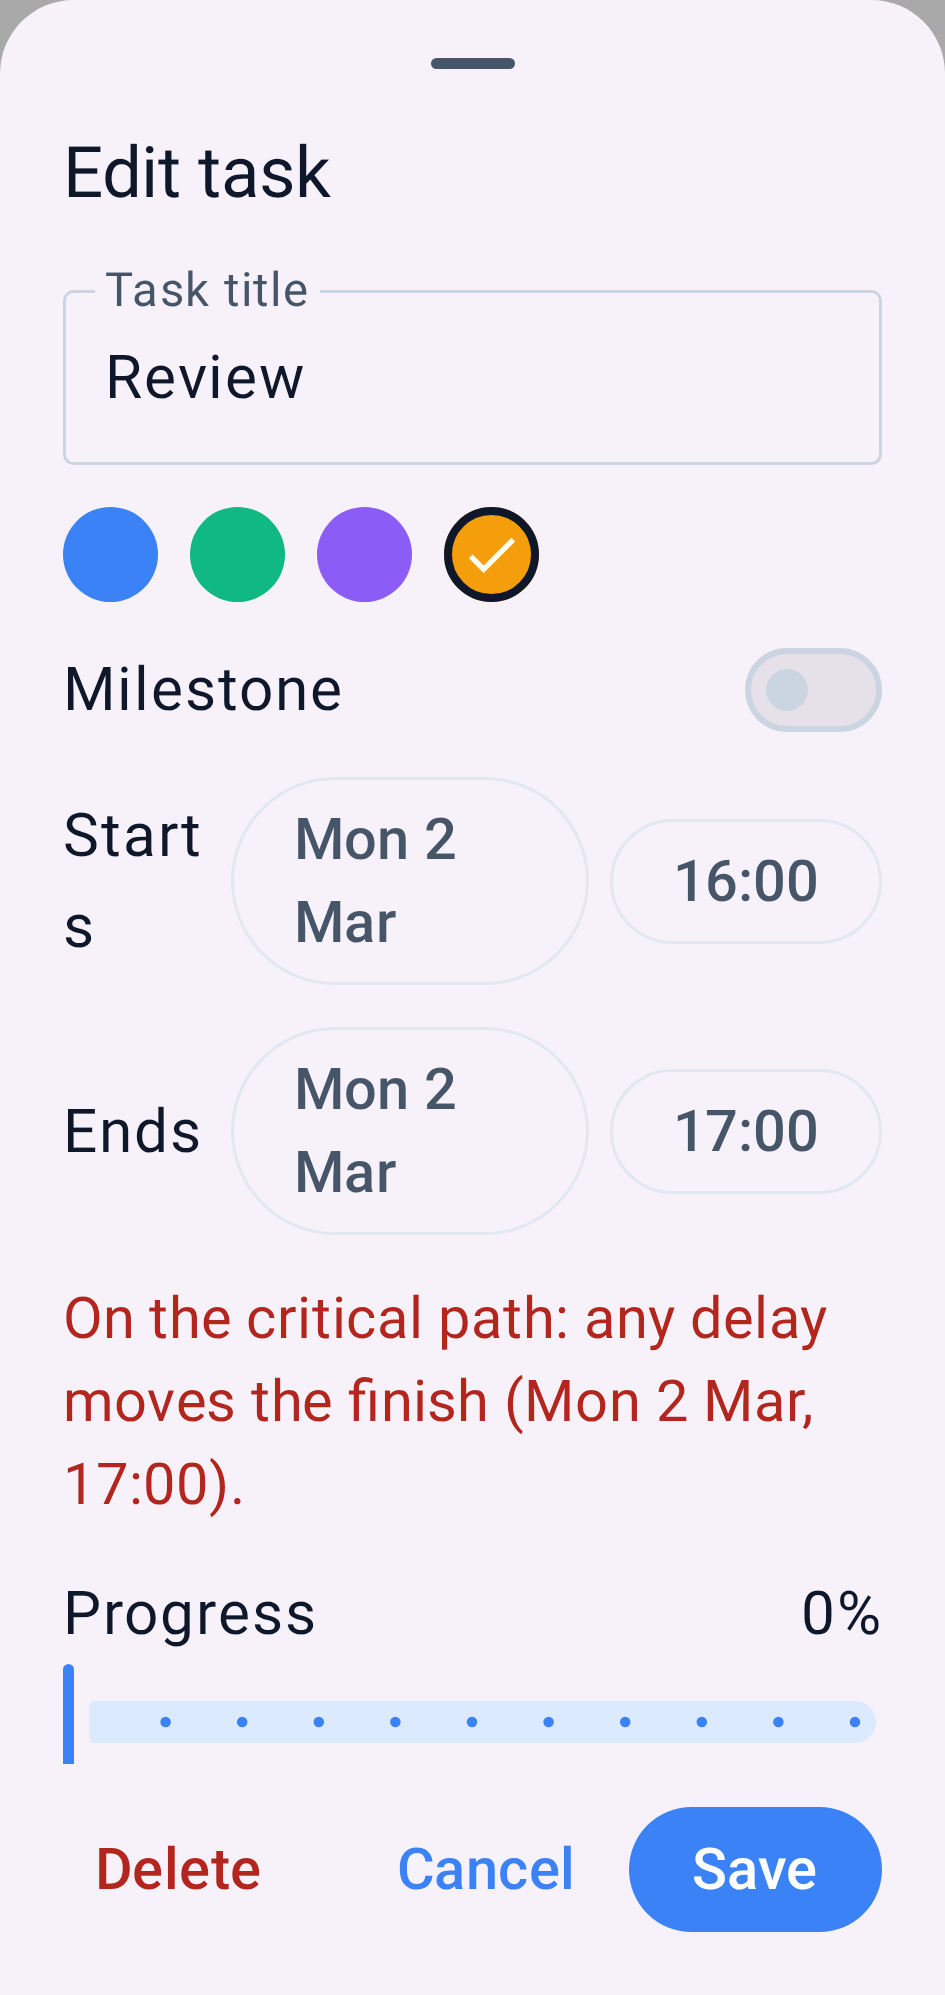 Edit task
Task title
Review
Milestone
Start
s
Mon 2
Mar
16:00
Ends
Mon 2
Mar
17:00
On the critical path: any delay
moves the finish (Mon 2 Mar,
17:00).
Progress 0%
Delete Cancel Save